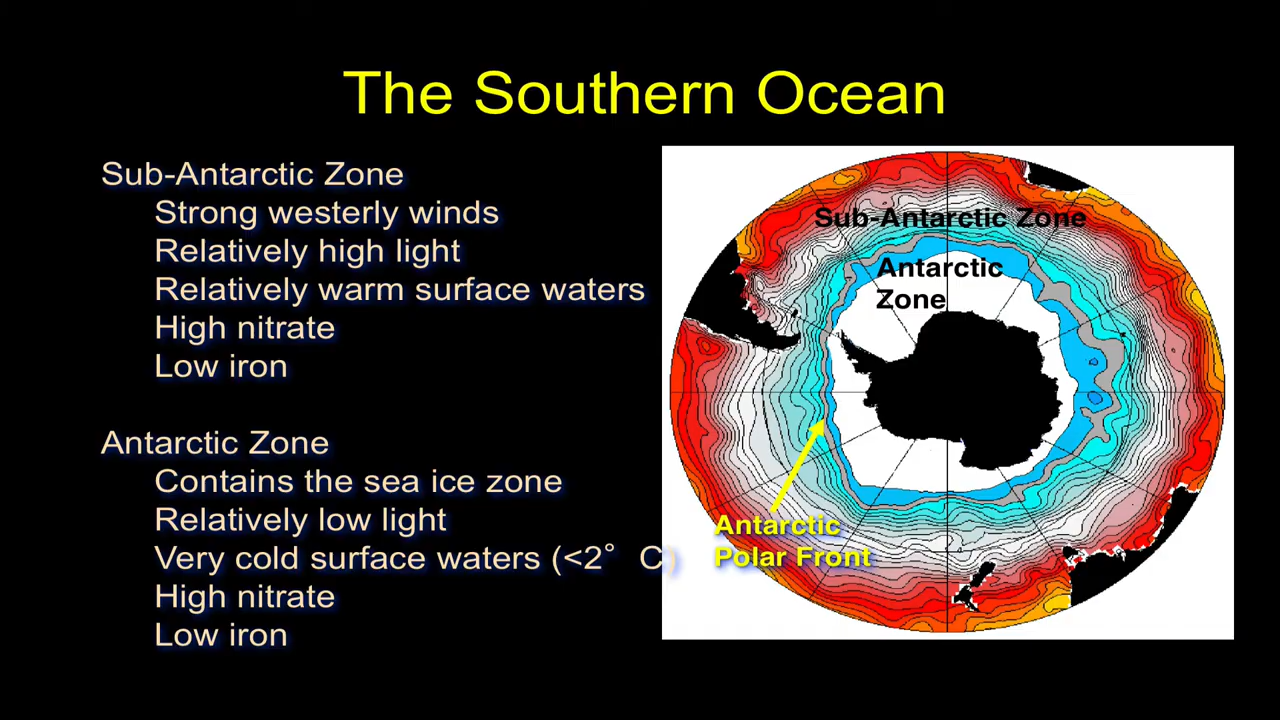 The Southern Ocean
Sub-Antarctic Zone
Strong westerly winds
Relatively high light
Relatively warm surface waters
High nitrate
Low iron
Antarctic Zone
Contains the sea ice zone
Relatively low light
Very cold surface waters (<2° C)
High nitrate
Low iron
Sub-Antarctic Zone
Antarctic
Zone
Antarctic
Polar Front